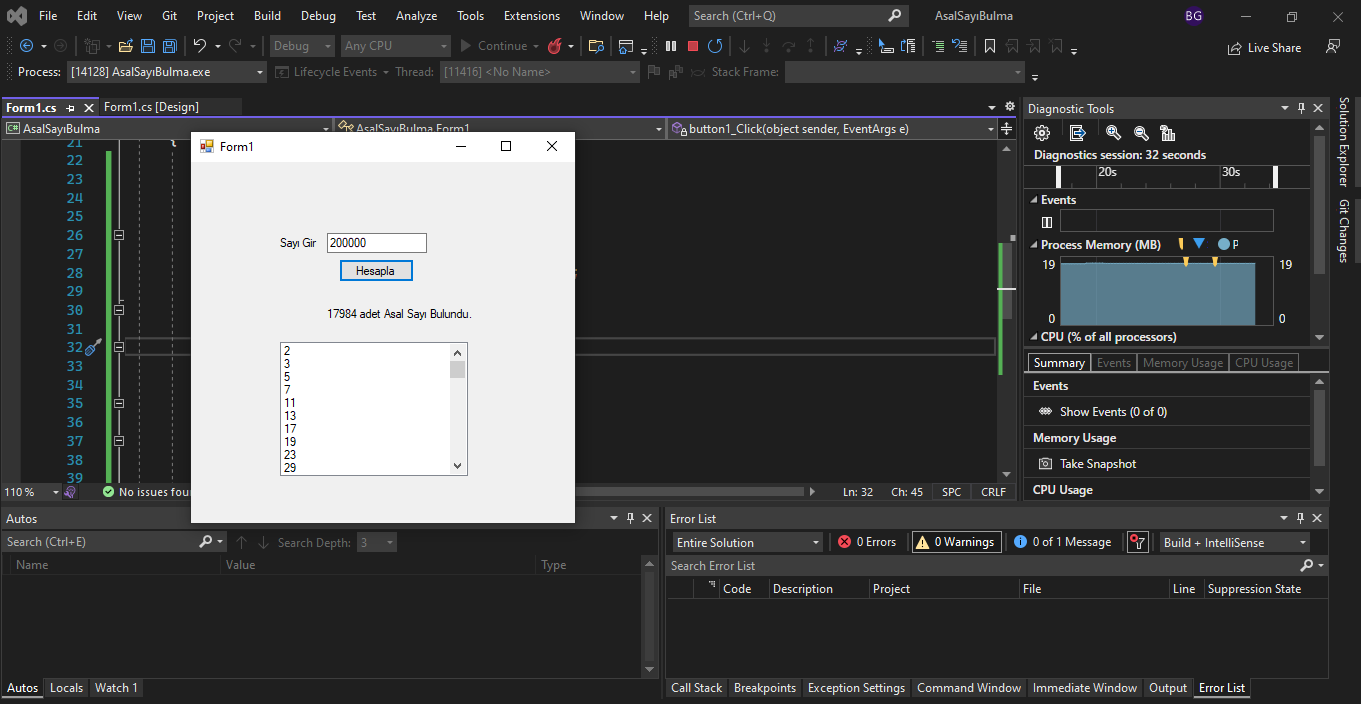 File Edit View Git Project Build Debug Test Analyze Tools Extensions Window Help Search (Ctrl+Q) AsalSayıBulma BG
Debug Any CPU Continue Live Share
Process: [14128] AsalSayıBulma.exe Lifecycle Events Thread: [11416] <No Name> Stack Frame:
Form1.cs Form1.cs [Design]
C# AsalSayıBulma AsalSayıBulma.Form1 button1_Click(object sender, EventArgs e)
21
22
23
24
25
26
27
28
29
30
31
32
33
34
35
36
37
38
39
Form1
Sayı Gir 200000
Hesapla
17984 adet Asal Sayı Bulundu.
2
3
5
7
11
13
17
19
23
29
110 % No issues fou Ln: 32 Ch: 45 SPC CRLF
Diagnostic Tools
Diagnostics session: 32 seconds
20s 30s
Events
Process Memory (MB) P
19 19
0 0
CPU (% of all processors)
Summary Events Memory Usage CPU Usage
Events
Show Events (0 of 0)
Memory Usage
Take Snapshot
CPU Usage
Solution Explorer
Git Changes
Autos
Search (Ctrl+E) Search Depth: 3
Name Value Type
Autos Locals Watch 1
Error List
Entire Solution 0 Errors 0 Warnings 0 of 1 Message Build + IntelliSense
Search Error List
Code Description Project File Line Suppression State
Call Stack Breakpoints Exception Settings Command Window Immediate Window Output Error List